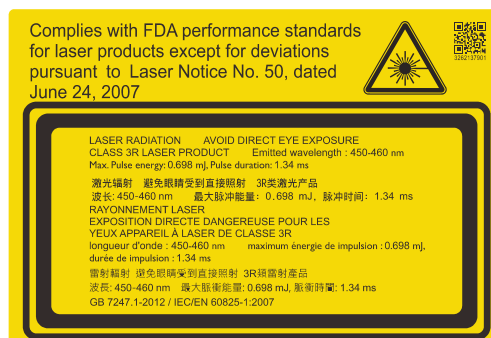 Complies with FDA performance standards
for laser products except for deviations
pursuant to Laser Notice No. 50, dated
June 24, 2007
3262137901
LASER RADIATION AVOID DIRECT EYE EXPOSURE
CLASS 3R LASER PRODUCT Emitted wavelength : 450-460 nm
Max. Pulse energy: 0.698 mJ, Pulse duration: 1.34 ms
激光辐射 避免眼睛受到直接照射 3R类激光产品
波长: 450-460 nm 最大脉冲能量: 0.698 mJ, 脉冲时间: 1.34 ms
RAYONNEMENT LASER
EXPOSITION DIRECTE DANGEREUSE POUR LES
YEUX APPAREIL À LASER DE CLASSE 3R
longueur d'onde : 450-460 nm maximum énergie de impulsion : 0.698 mJ,
durée de impulsion : 1.34 ms
雷射輻射 避免眼睛受到直接照射 3R類雷射產品
波長: 450-460 nm 最大脈衝能量: 0.698 mJ, 脈衝時間: 1.34 ms
GB 7247.1-2012 / IEC/EN 60825-1:2007